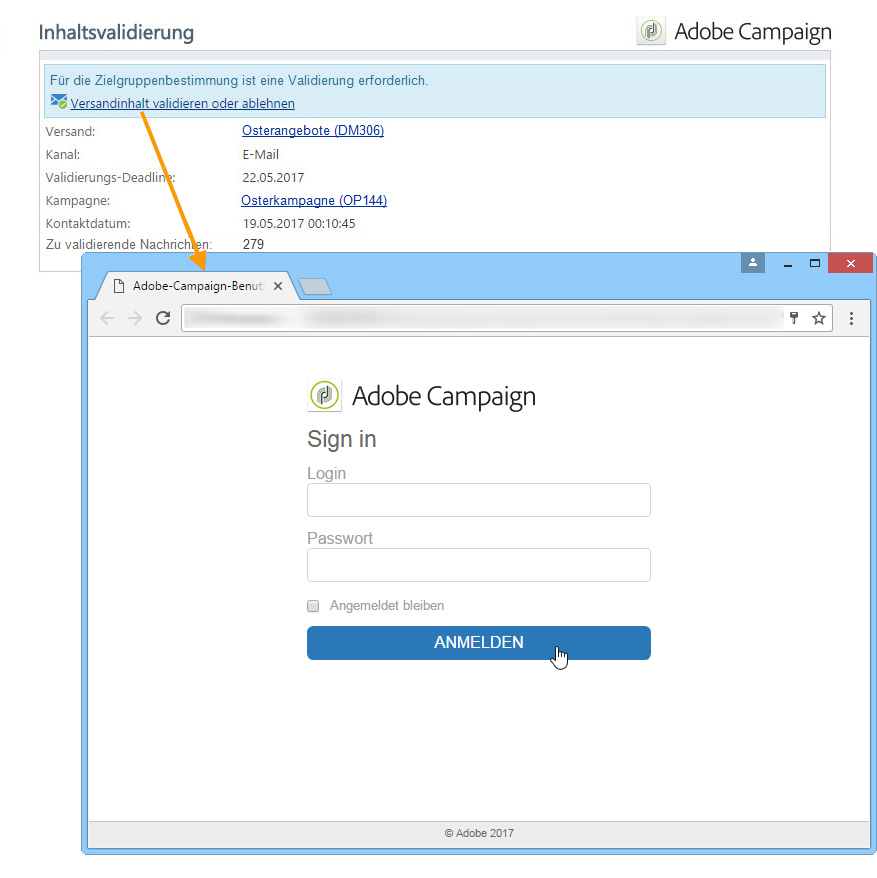 Inhaltsvalidierung
Adobe Campaign
Für die Zielgruppenbestimmung ist eine Validierung erforderlich.
Versandinhalt validieren oder ablehnen
Versand: Osterangebote (DM306)
Kanal: E-Mail
Validierungs-Deadline: 22.05.2017
Kampagne: Osterkampagne (OP144)
Kontaktdatum: 19.05.2017 00:10:45
Zu validierende Nachrichten: 279
Adobe-Campaign-Benut
Adobe Campaign
Sign in
Login
Passwort
Angemeldet bleiben
ANMELDEN
© Adobe 2017